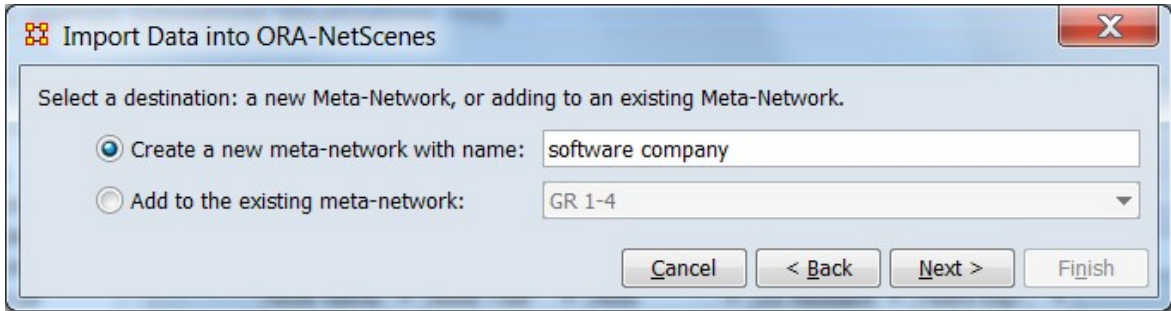 Import Data into ORA-NetScenes
X
Select a destination: a new Meta-Network, or adding to an existing Meta-Network.
Create a new meta-network with name: software company
Add to the existing meta-network: GR 1-4
Cancel < Back Next > Finish